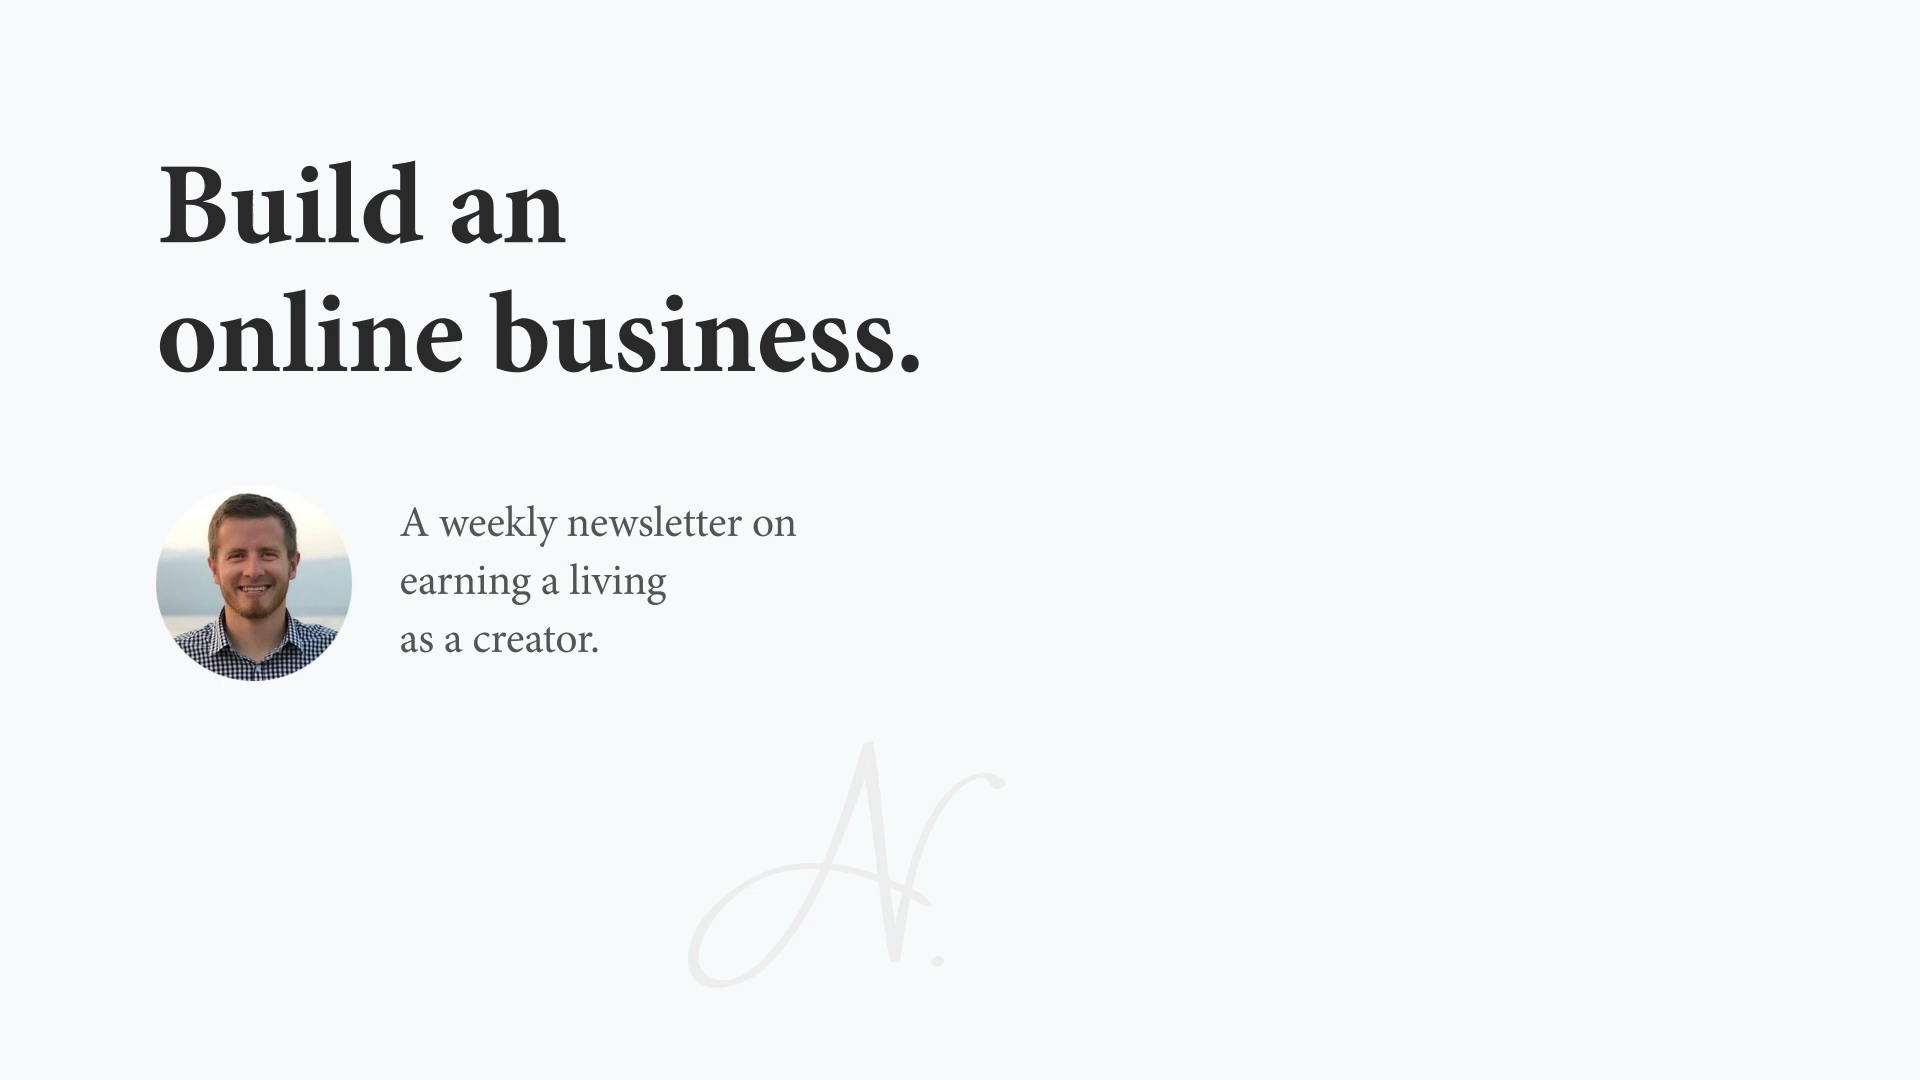 Build an
online business.
A weekly newsletter on
earning a living
as a creator.